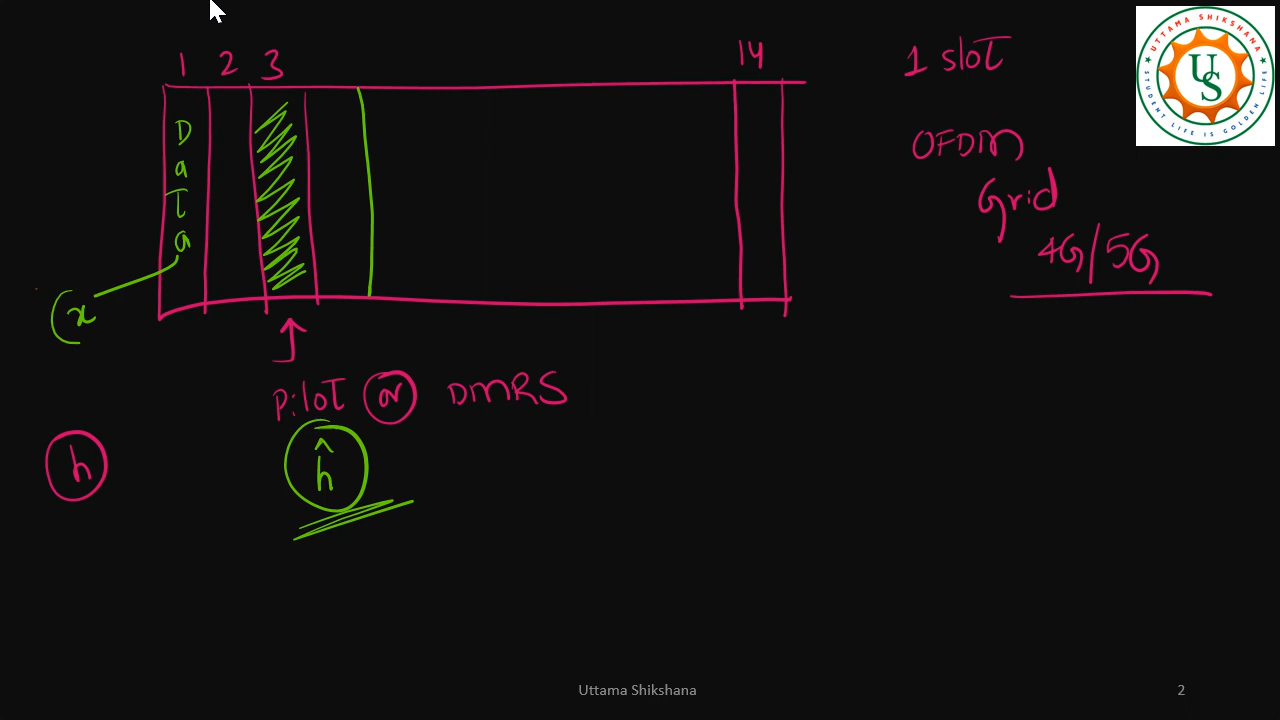 1 2 3 14
1 slot
OFDM
Grid
4G/5G
Data
x
Pilot or DMRS
h
ĥ
UTTAMA SHIKSHANA
US
STUDENT LIFE IS GOLDEN LIFE
Uttama Shikshana
2